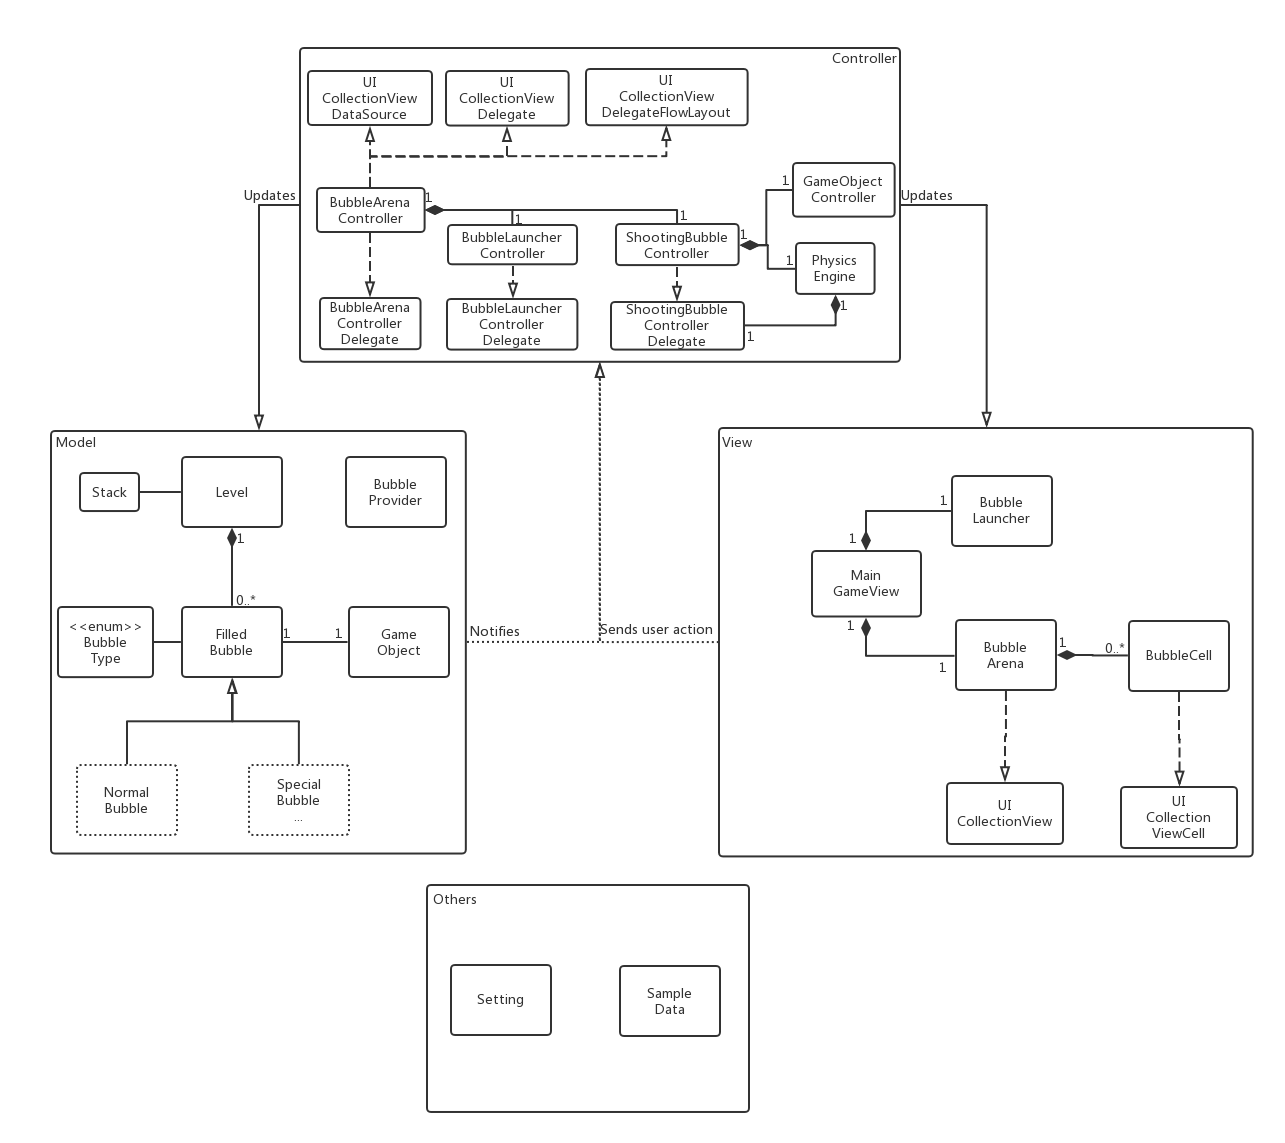 Controller
UI
CollectionView
DataSource
UI
CollectionView
Delegate
UI
CollectionView
DelegateFlowLayout
Updates
BubbleArena
Controller
1
1
BubbleLauncher
Controller
1
ShootingBubble
Controller
1
1
GameObject
Controller
1
Physics
Engine
1
Updates
BubbleArena
Controller
Delegate
BubbleLauncher
Controller
Delegate
ShootingBubble
Controller
Delegate
1
Model
Stack
Level
Bubble
Provider
1
0..*
<<enum>>
Bubble
Type
Filled
Bubble
1
1
Game
Object
Normal
Bubble
Special
Bubble
...
Notifies
Sends user action
View
Bubble
Launcher
1
1
Main
GameView
1
1
Bubble
Arena
1
0..*
BubbleCell
UI
CollectionView
UI
Collection
ViewCell
Others
Setting
Sample
Data